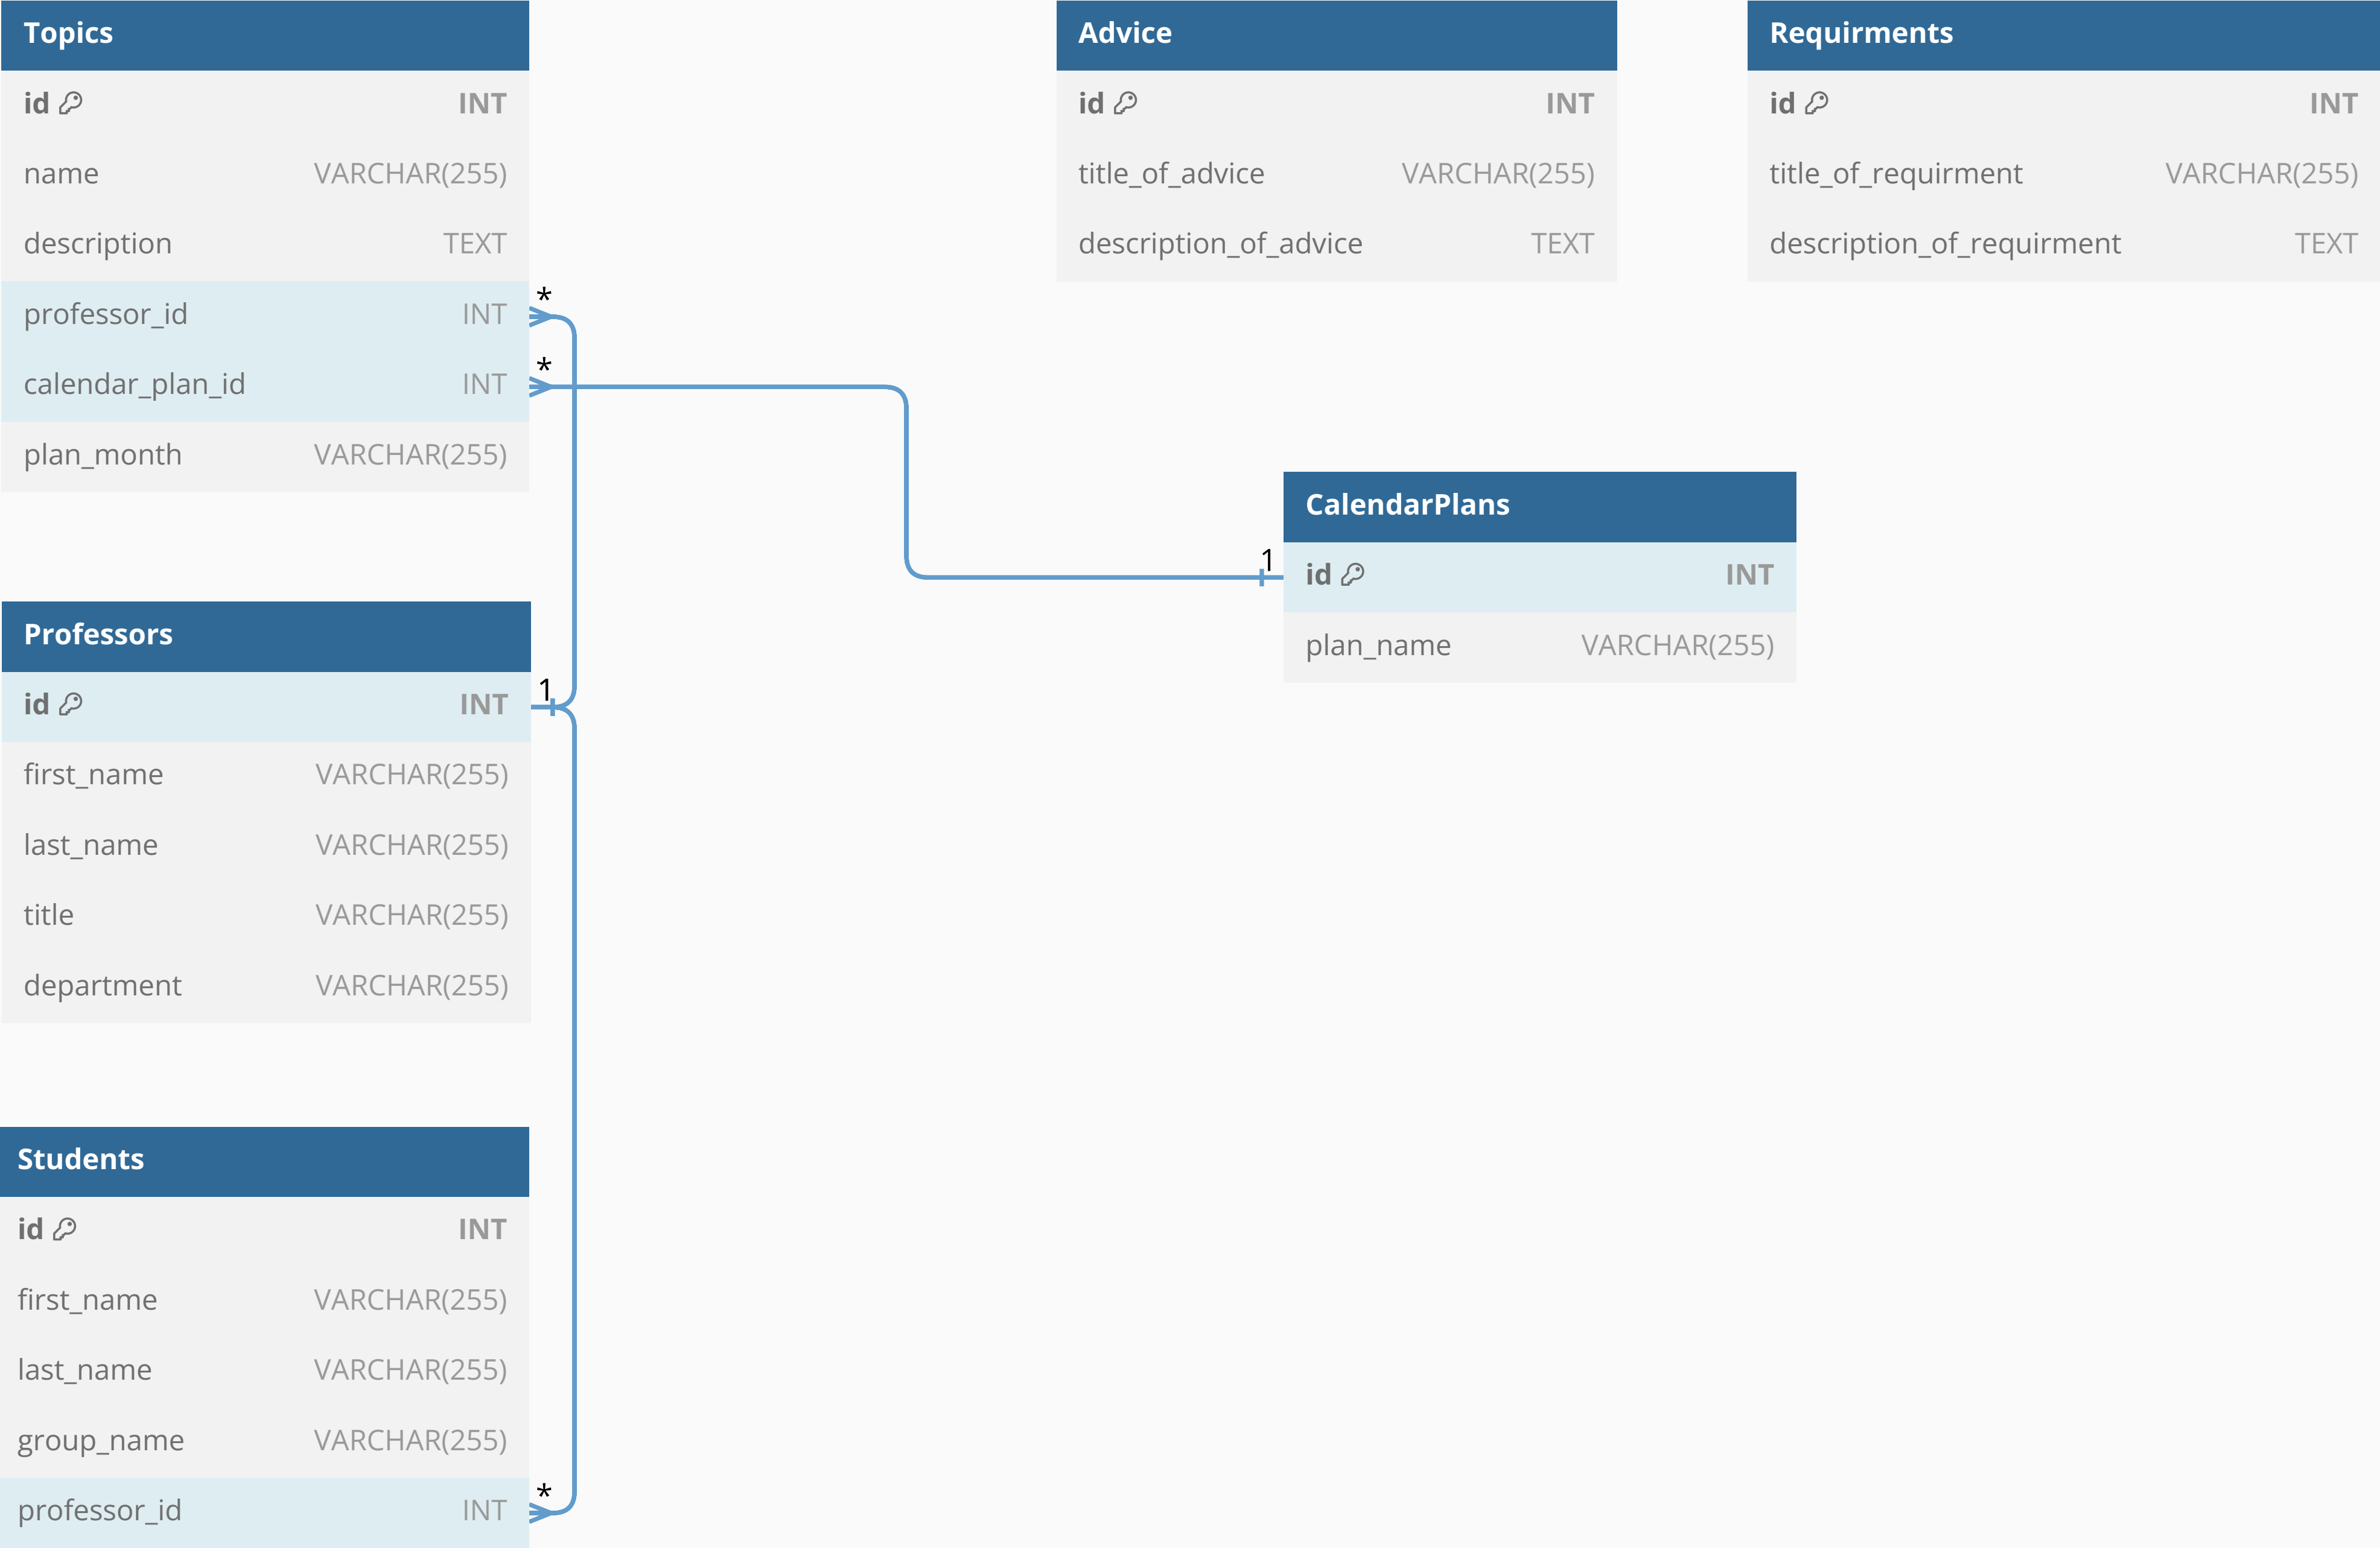 Topics
id INT
name VARCHAR(255)
description TEXT
* professor_id INT
* calendar_plan_id INT
plan_month VARCHAR(255)
Advice
id INT
title_of_advice VARCHAR(255)
description_of_advice TEXT
Requirments
id INT
title_of_requirment VARCHAR(255)
description_of_requirment TEXT
CalendarPlans
1 id INT
plan_name VARCHAR(255)
Professors
id INT 1
first_name VARCHAR(255)
last_name VARCHAR(255)
title VARCHAR(255)
department VARCHAR(255)
Students
id INT
first_name VARCHAR(255)
last_name VARCHAR(255)
group_name VARCHAR(255)
professor_id INT *